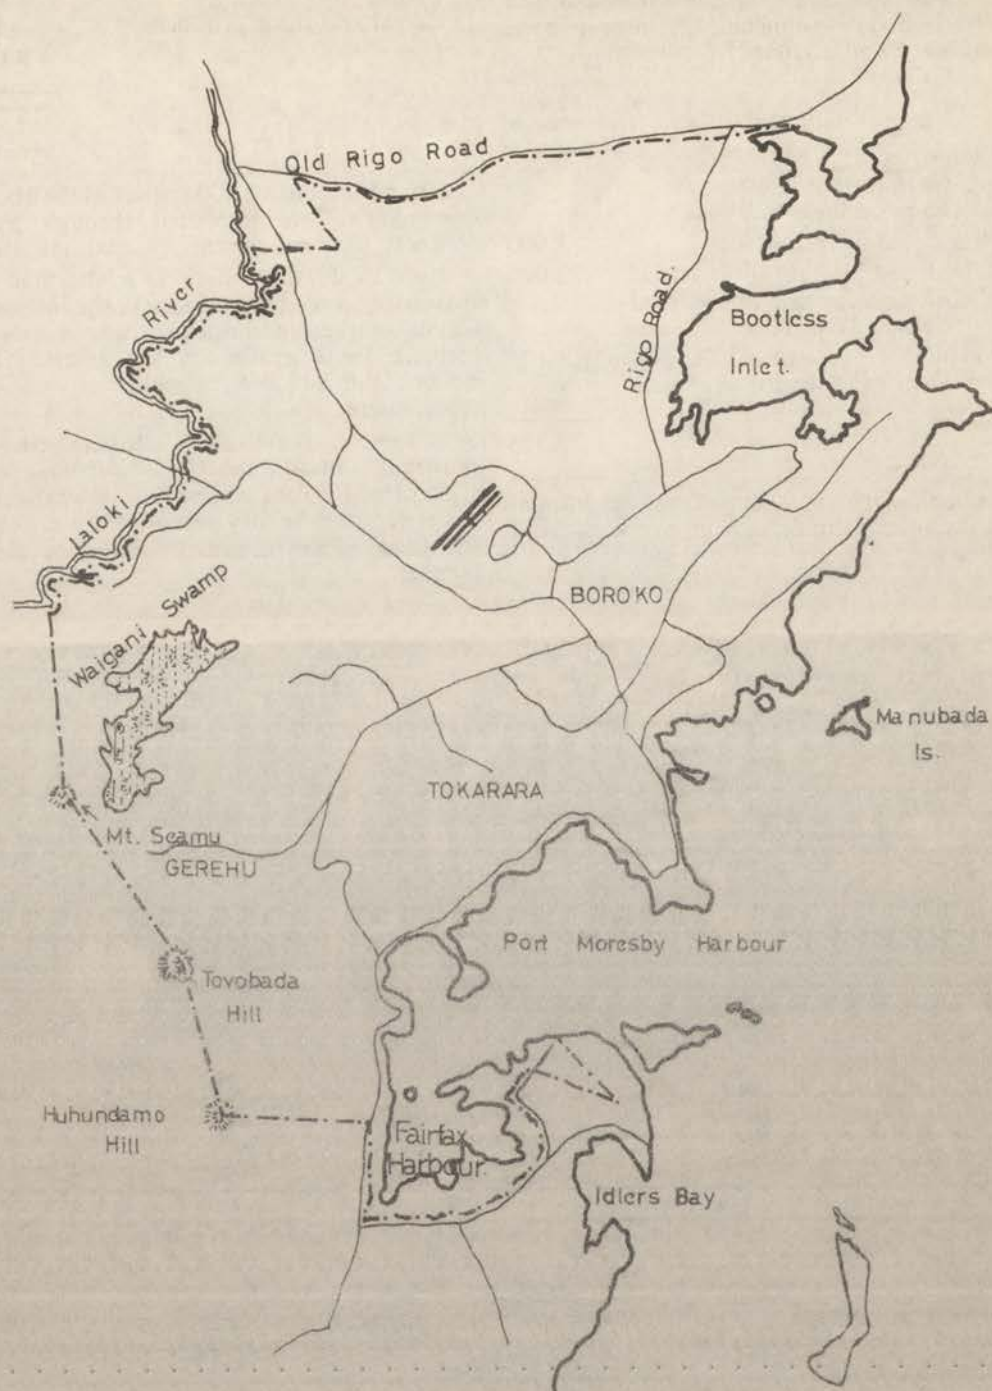 Old Rigo Road
River
Rigo Road.
Bootless
Inlet.
Laloki
Waigani Swamp
BOROKO
Manubada
Is.
TOKARARA
Mt. Seamu
GEREHU
Port Moresby Harbour
Tovobada
Hill
Huhundamo
Hill
Fairfax
Harbour
Idlers Bay